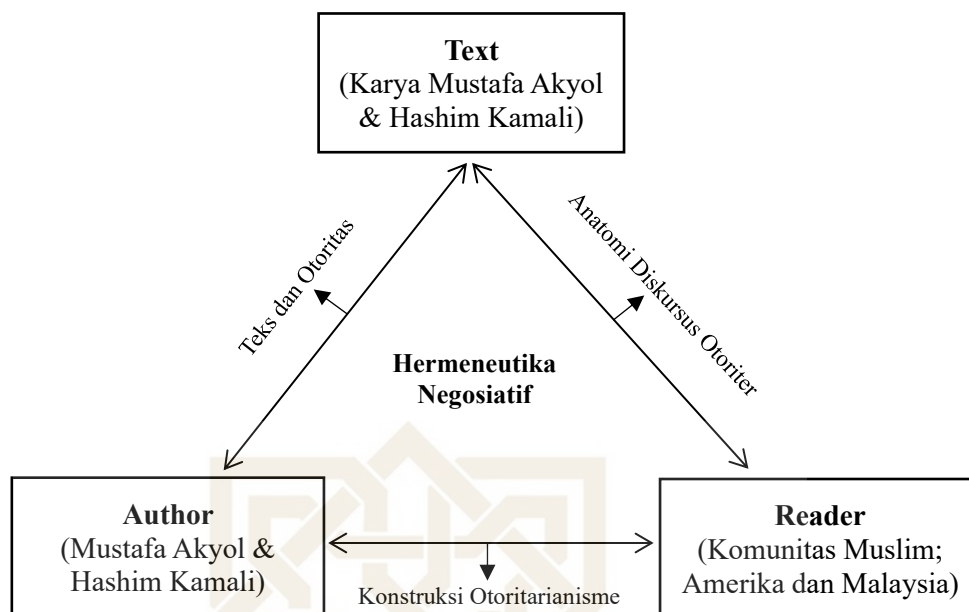 Text
(Karya Mustafa Akyol
& Hashim Kamali)
Teks dan Otoritas
Anatomi Diskursus Otoriter
Hermeneutika
Negosiatif
Author
(Mustafa Akyol &
Hashim Kamali)
Reader
(Komunitas Muslim;
Amerika dan Malaysia)
Konstruksi Otoritarianisme